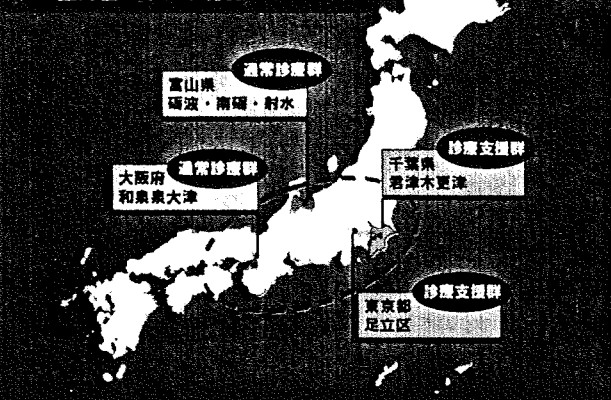 通常診療群
富山県
礪波・南礪・射水
診療支援群
千葉県
君津木更津
通常診療群
大阪府
和泉泉大津
診療支援群
東京都
足立区